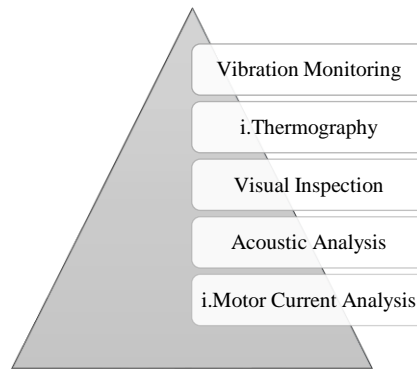 Vibration Monitoring
i.Thermography
Visual Inspection
Acoustic Analysis
i.Motor Current Analysis